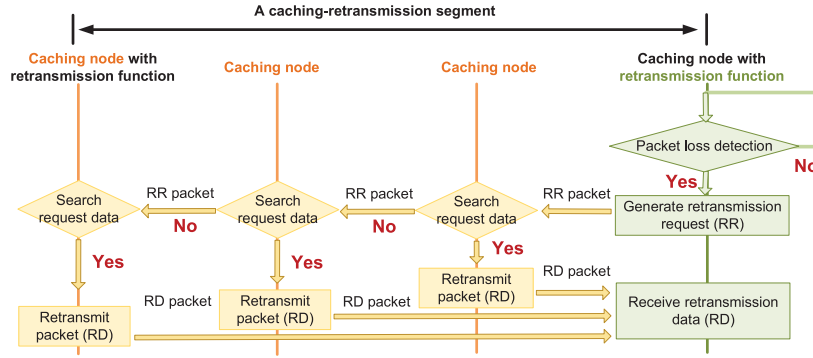 A caching-retransmission segment
Caching node with
retransmission function
Caching node
Caching node
Caching node with
retransmission function
Packet loss detection
No
Yes
Search
request data
RR packet
No
Search
request data
RR packet
No
Search
request data
RR packet
Generate retransmission
request (RR)
Yes
Yes
Yes
Retransmit
packet (RD)
RD packet
Retransmit
packet (RD)
RD packet
Retransmit
packet (RD)
RD packet
Receive retransmission
data (RD)